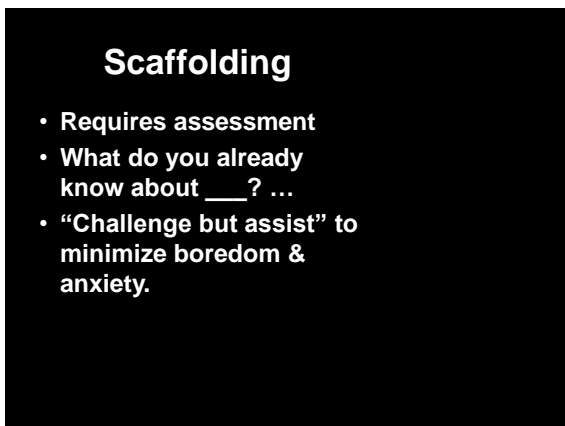 Scaffolding
• Requires assessment
• What do you already
know about ___? …
• “Challenge but assist” to
minimize boredom &
anxiety.